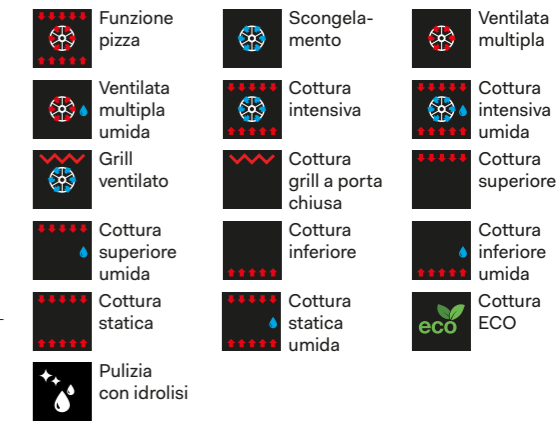 Funzione
pizza
Scongela-
mento
Ventilata
multipla
Ventilata
multipla
umida
Cottura
intensiva
Cottura
intensiva
umida
Grill
ventilato
Cottura
grill a porta
chiusa
Cottura
superiore
Cottura
superiore
umida
Cottura
inferiore
Cottura
inferiore
umida
Cottura
statica
Cottura
statica
umida
eco
Cottura
ECO
Pulizia
con idrolisi